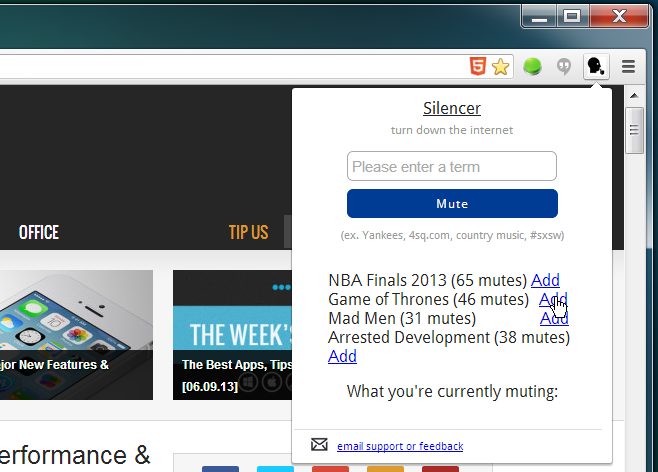 5
Silencer
turn down the internet
Please enter a term
Mute
(ex. Yankees, 4sq.com, country music, #sxsw)
NBA Finals 2013 (65 mutes) Add
Game of Thrones (46 mutes) Add
Mad Men (31 mutes) Add
Arrested Development (38 mutes)
Add
What you're currently muting:
email support or feedback
OFFICE
TIP US
THE WEEK'S
jor New Features &
The Best Apps, Tips
[06.09.13]
erformance &